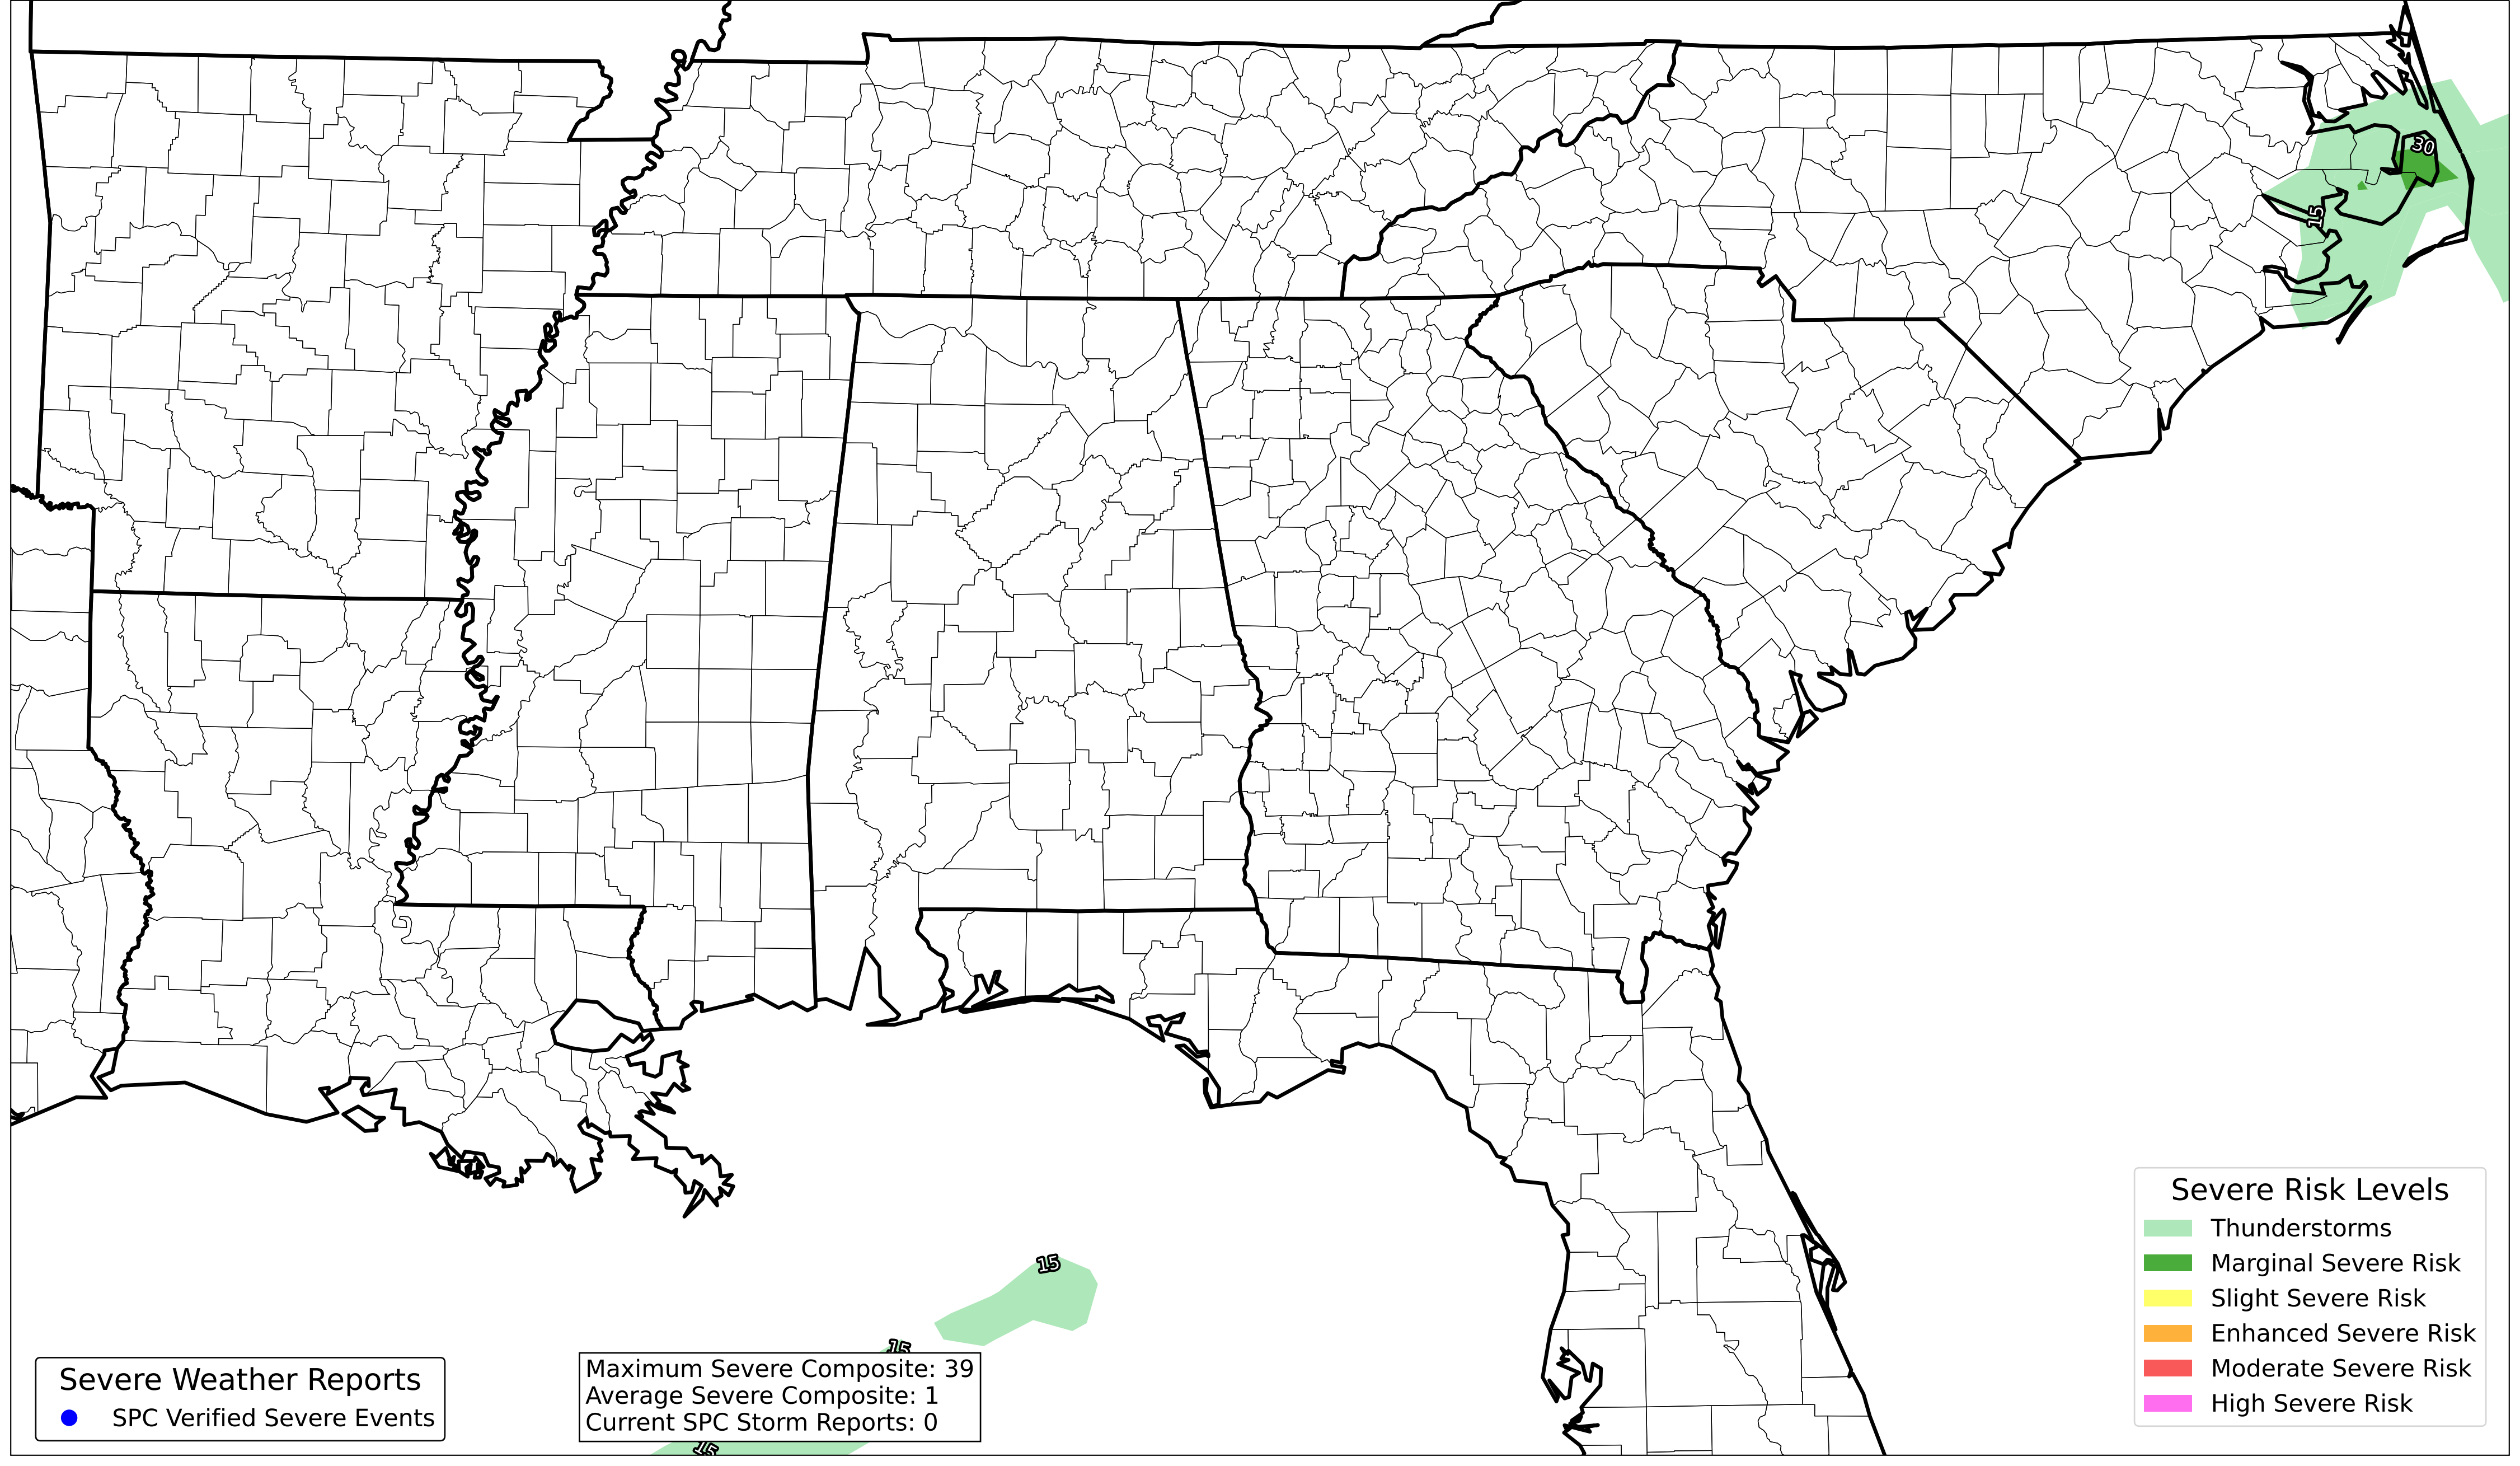 30
15
15
15
15
Severe Weather Reports
SPC Verified Severe Events
Maximum Severe Composite: 39
Average Severe Composite: 1
Current SPC Storm Reports: 0
Severe Risk Levels
Thunderstorms
Marginal Severe Risk
Slight Severe Risk
Enhanced Severe Risk
Moderate Severe Risk
High Severe Risk